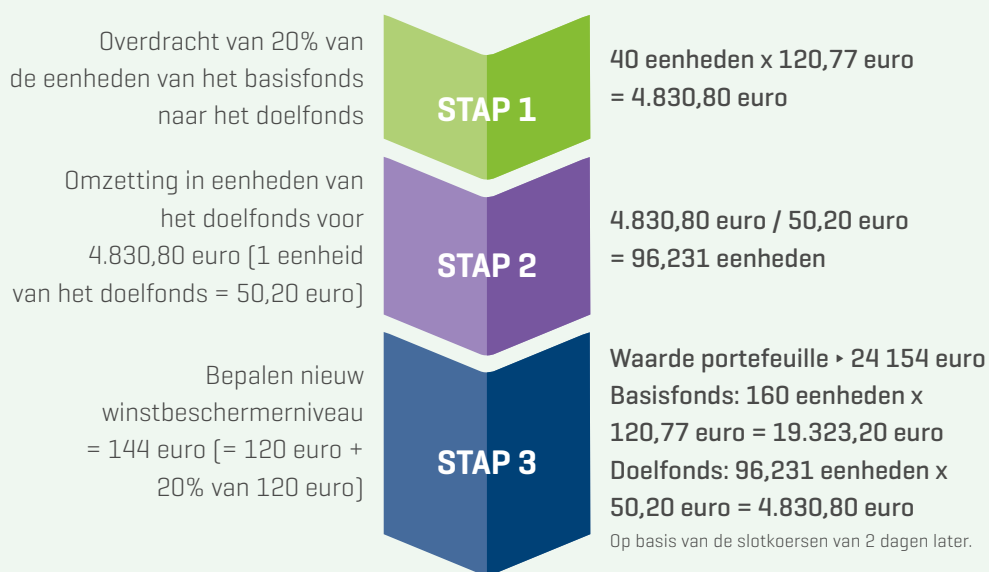 Overdracht van 20% van
de eenheden van het basisfonds
naar het doelfonds
STAP 1
40 eenheden x 120,77 euro
= 4.830,80 euro
Omzetting in eenheden van
het doelfonds voor
4.830,80 euro (1 eenheid
van het doelfonds = 50,20 euro)
STAP 2
4.830,80 euro / 50,20 euro
= 96,231 eenheden
Bepalen nieuw
winstbeschermerniveau
= 144 euro (= 120 euro +
20% van 120 euro)
STAP 3
Waarde portefeuille ‣ 24 154 euro
Basisfonds: 160 eenheden x
120,77 euro = 19.323,20 euro
Doelfonds: 96,231 eenheden x
50,20 euro = 4.830,80 euro
Op basis van de slotkoersen van 2 dagen later.